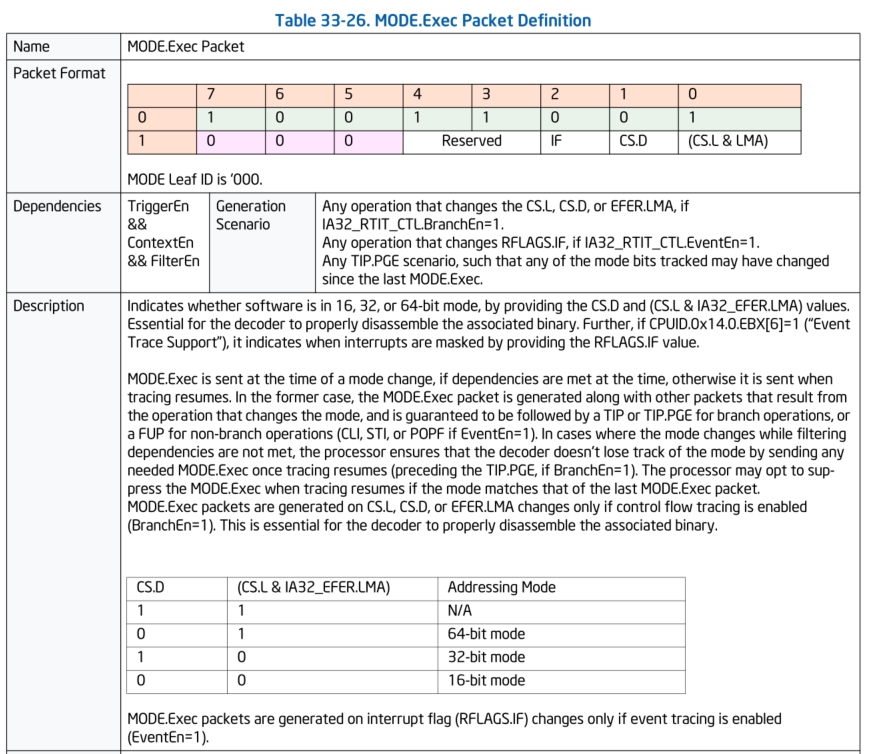 Table 33-26. MODE.Exec Packet Definition
Name MODE.Exec Packet
Packet Format
7 6 5 4 3 2 1 0
0 1 0 0 1 1 0 0 1
1 0 0 0 Reserved IF CS.D (CS.L & LMA)
MODE Leaf ID is '000.
Dependencies TriggerEn Generation Any operation that changes the CS.L, CS.D, or EFER.LMA, if
&& Scenario IA32_RTIT_CTL.BranchEn=1.
ContextEn Any operation that changes RFLAGS.IF, if IA32_RTIT_CTL.EventEn=1.
&& FilterEn Any TIP.PGE scenario, such that any of the mode bits tracked may have changed
since the last MODE.Exec.
Description Indicates whether software is in 16, 32, or 64-bit mode, by providing the CS.D and (CS.L & IA32_EFER.LMA) values.
Essential for the decoder to properly disassemble the associated binary. Further, if CPUID.0x14.0.EBX[6]=1 ("Event
Trace Support"), it indicates when interrupts are masked by providing the RFLAGS.IF value.
MODE.Exec is sent at the time of a mode change, if dependencies are met at the time, otherwise it is sent when
tracing resumes. In the former case, the MODE.Exec packet is generated along with other packets that result from
the operation that changes the mode, and is guaranteed to be followed by a TIP or TIP.PGE for branch operations, or
a FUP for non-branch operations (CLI, STI, or POPF if EventEn=1). In cases where the mode changes while filtering
dependencies are not met, the processor ensures that the decoder doesn't lose track of the mode by sending any
needed MODE.Exec once tracing resumes (preceding the TIP.PGE, if BranchEn=1). The processor may opt to sup-
press the MODE.Exec when tracing resumes if the mode matches that of the last MODE.Exec packet.
MODE.Exec packets are generated on CS.L, CS.D, or EFER.LMA changes only if control flow tracing is enabled
(BranchEn=1). This is essential for the decoder to properly disassemble the associated binary.
CS.D (CS.L & IA32_EFER.LMA) Addressing Mode
1 1 N/A
0 1 64-bit mode
1 0 32-bit mode
0 0 16-bit mode
MODE.Exec packets are generated on interrupt flag (RFLAGS.IF) changes only if event tracing is enabled
(EventEn=1).